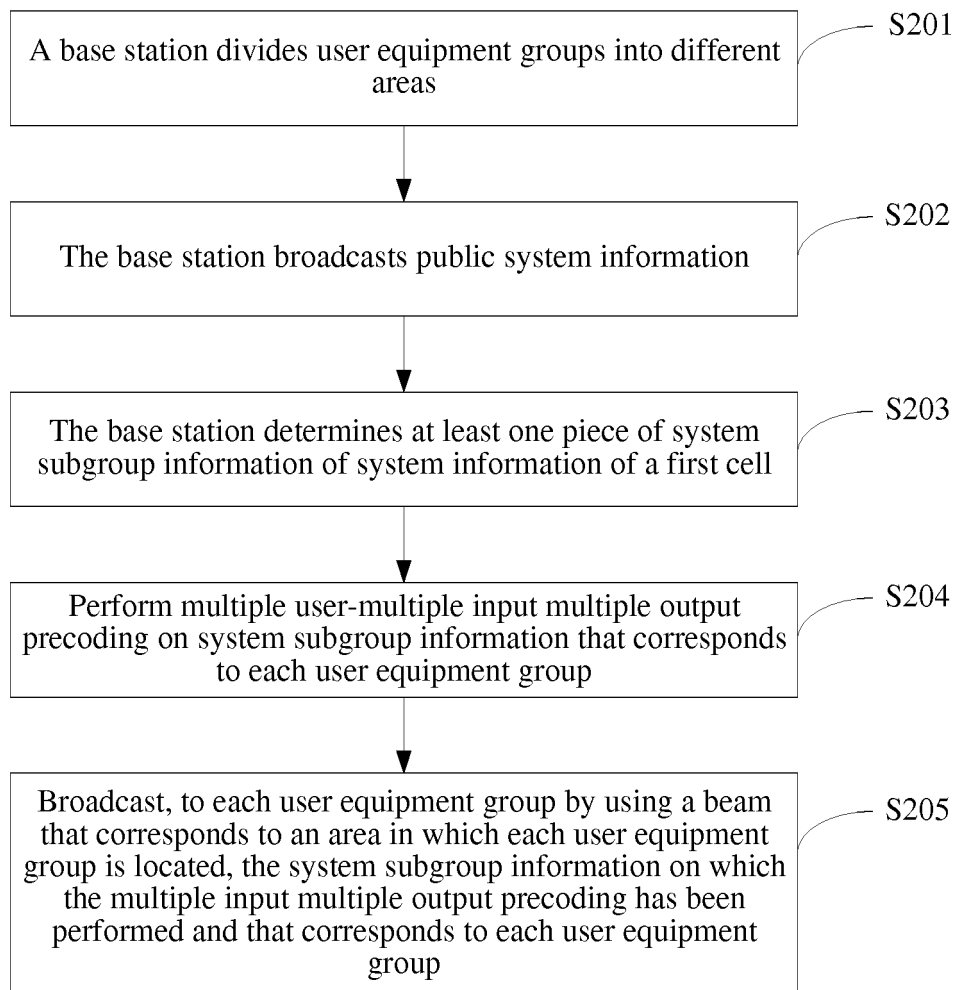 A base station divides user equipment groups into different
areas
S201
The base station broadcasts public system information
S202
The base station determines at least one piece of system
subgroup information of system information of a first cell
S203
Perform multiple user-multiple input multiple output
precoding on system subgroup information that corresponds
to each user equipment group
S204
Broadcast, to each user equipment group by using a beam
that corresponds to an area in which each user equipment
group is located, the system subgroup information on which
the multiple input multiple output precoding has been
performed and that corresponds to each user equipment
group
S205